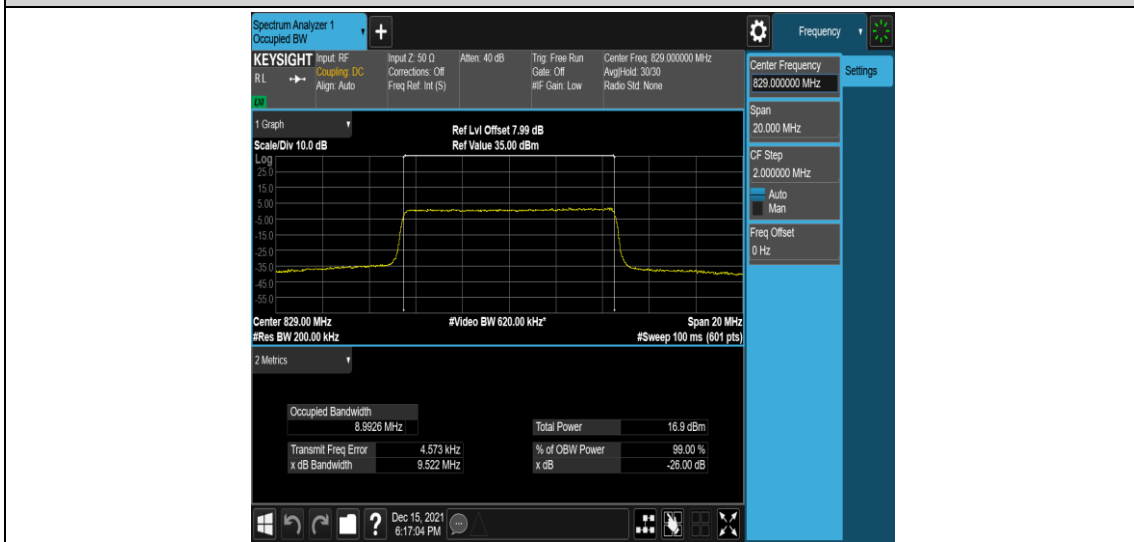 Spectrum Analyzer 1
Occupied BW
Frequency
KEYSIGHT
RL
Input: RF
Coupling: DC
Align: Auto
Input Z: 50 Ω
Corrections: Off
Freq Ref: Int (S)
Atten: 40 dB
Trig: Free Run
Gate: Off
#IF Gain: Low
Center Freq: 829.000000 MHz
Avg|Hold: 30/30
Radio Std: None
1 Graph
Scale/Div 10.0 dB
Ref Lvl Offset 7.99 dB
Ref Value 35.00 dBm
Log
25.0
15.0
5.00
-5.00
-15.0
-25.0
-35.0
-45.0
-55.0
Center 829.00 MHz
#Video BW 620.00 kHz*
Span 20 MHz
#Res BW 200.00 kHz
#Sweep 100 ms (601 pts)
2 Metrics
Occupied Bandwidth
8.9926 MHz
Total Power 16.9 dBm
Transmit Freq Error 4.573 kHz
% of OBW Power 99.00 %
x dB Bandwidth 9.522 MHz
x dB -26.00 dB
Center Frequency
829.000000 MHz
Settings
Span
20.000 MHz
CF Step
2.000000 MHz
Auto
Man
Freq Offset
0 Hz
?
Dec 15, 2021
6:17:04 PM